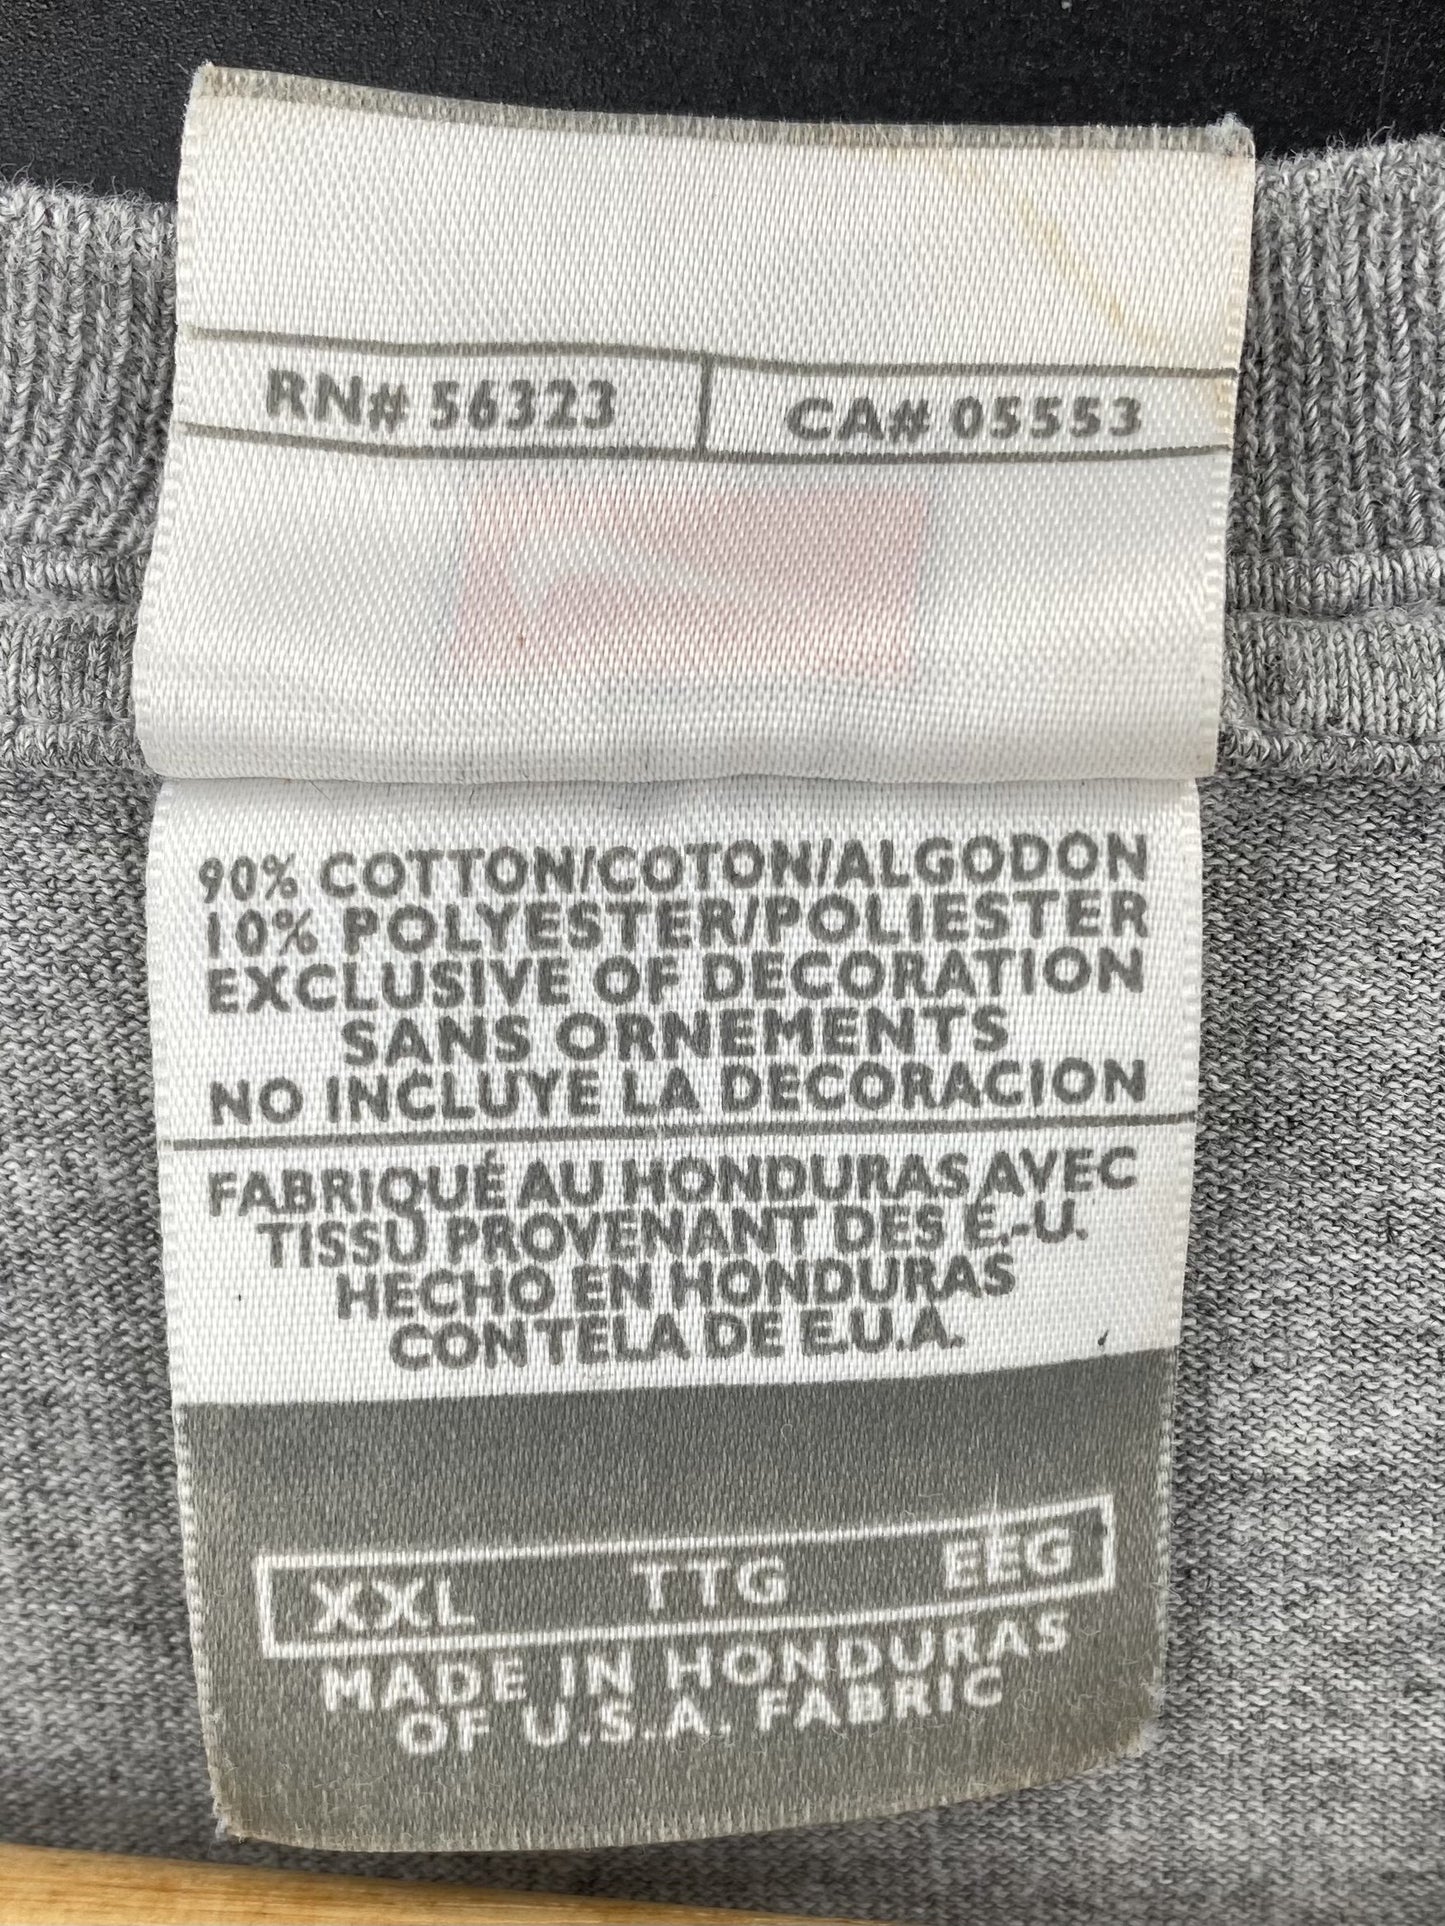 RN# 56323 CA# 05553
90% COTTON/COTON/ALGODON
10% POLYESTER/POLIESTER
EXCLUSIVE OF DECORATION
SANS ORNEMENTS
NO INCLUYE LA DECORACION
FABRIQUÉ AU HONDURAS AVEC
TISSU PROVENANT DES É.-U.
HECHO EN HONDURAS
CON TELA DE E.U.A.
XXL TTG EEG
MADE IN HONDURAS
OF U.S.A. FABRIC